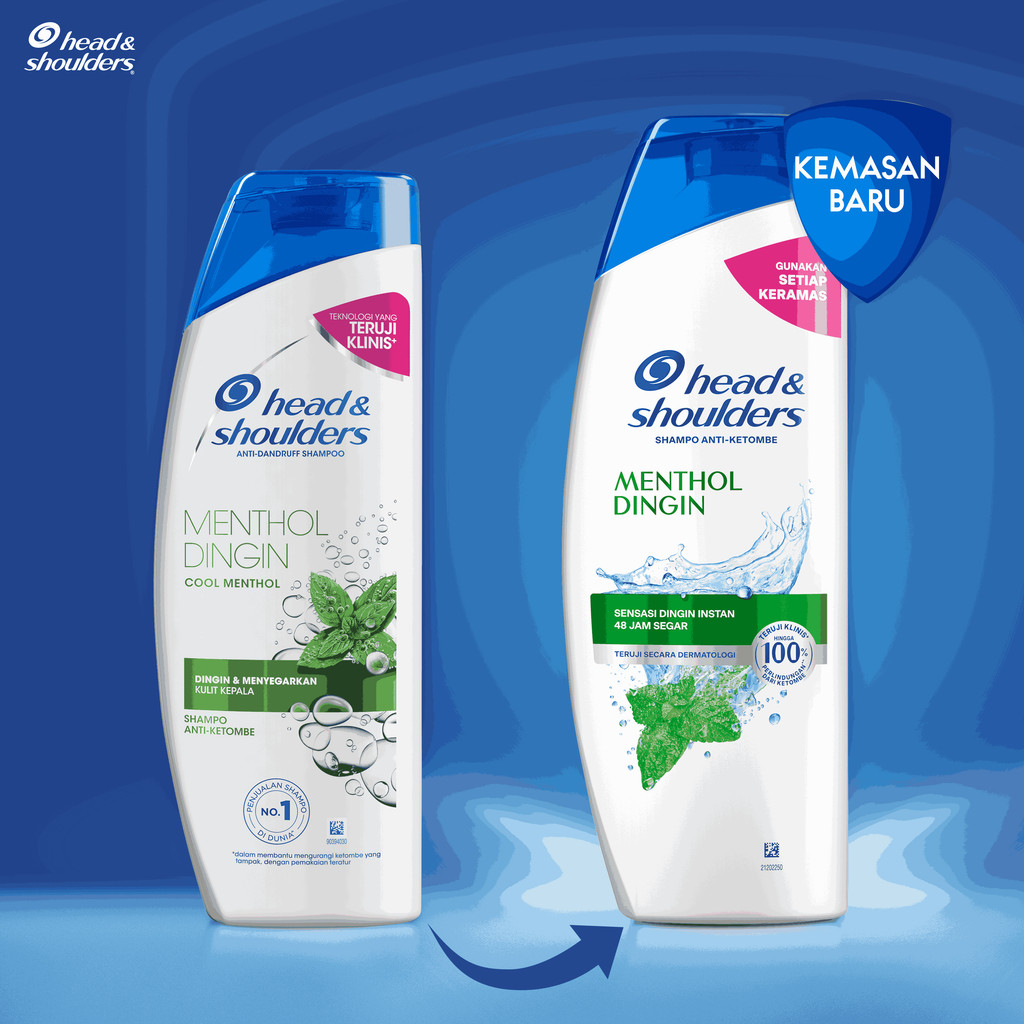 head &
shoulders®
TEKNOLOGI YANG
TERUJI
KLINIS+
head &
shoulders
ANTI-DANDRUFF SHAMPOO
MENTHOL
DINGIN
COOL MENTHOL
DINGIN & MENYEGARKAN
KULIT KEPALA
SHAMPO
ANTI-KETOMBE
PENJUALAN SHAMPO
NO.1
DI DUNIA*
90394030
*dalam membantu mengurangi ketombe yang
tampak, dengan pemakaian teratur
KEMASAN
BARU
GUNAKAN
SETIAP
KERAMAS
head &
shoulders
SHAMPO ANTI-KETOMBE
MENTHOL
DINGIN
SENSASI DINGIN INSTAN
48 JAM SEGAR
TERUJI SECARA DERMATOLOGI
TERUJI KLINIS*
HINGGA
100%
PERLINDUNGAN**
DARI KETOMBE
21202250